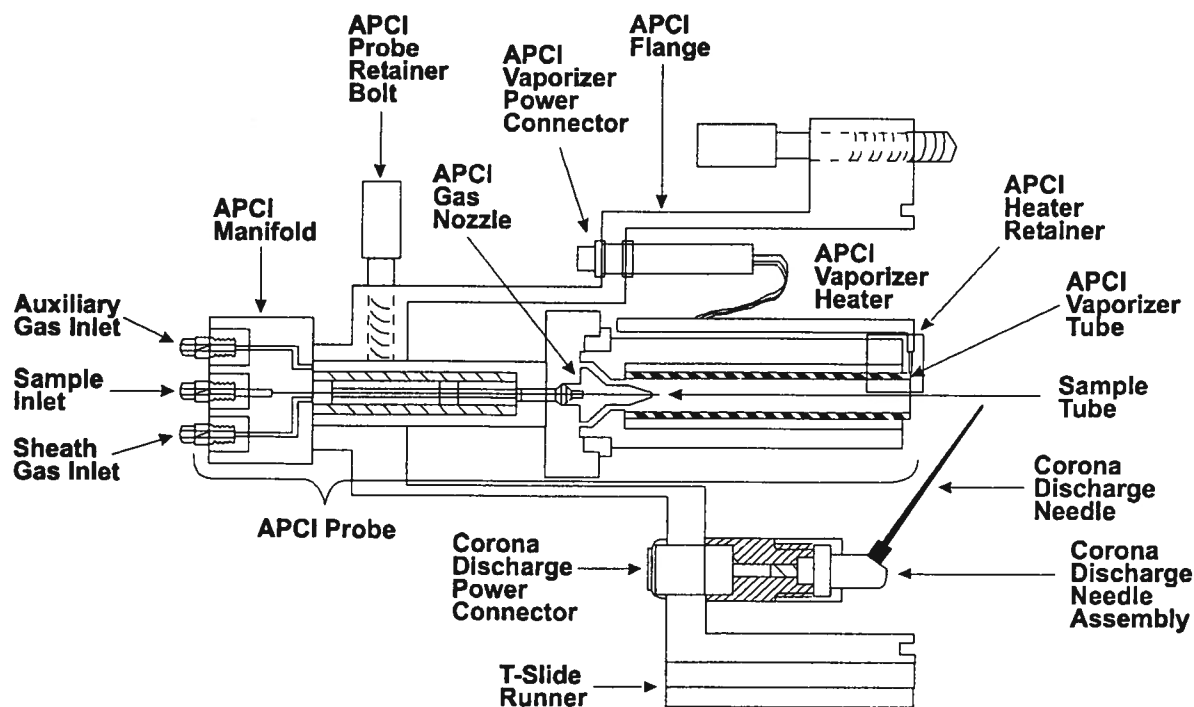 APCI
Probe
Retainer
Bolt
APCI
Flange
APCI
Vaporizer
Power
Connector
APCI
Gas
Nozzle
APCI
Manifold
APCI
Heater
Retainer
APCI
Vaporizer
Heater
APCI
Vaporizer
Tube
Auxiliary
Gas Inlet
Sample
Inlet
Sample
Tube
Sheath
Gas Inlet
APCI Probe
Corona
Discharge
Needle
Corona
Discharge
Power
Connector
Corona
Discharge
Needle
Assembly
T-Slide
Runner